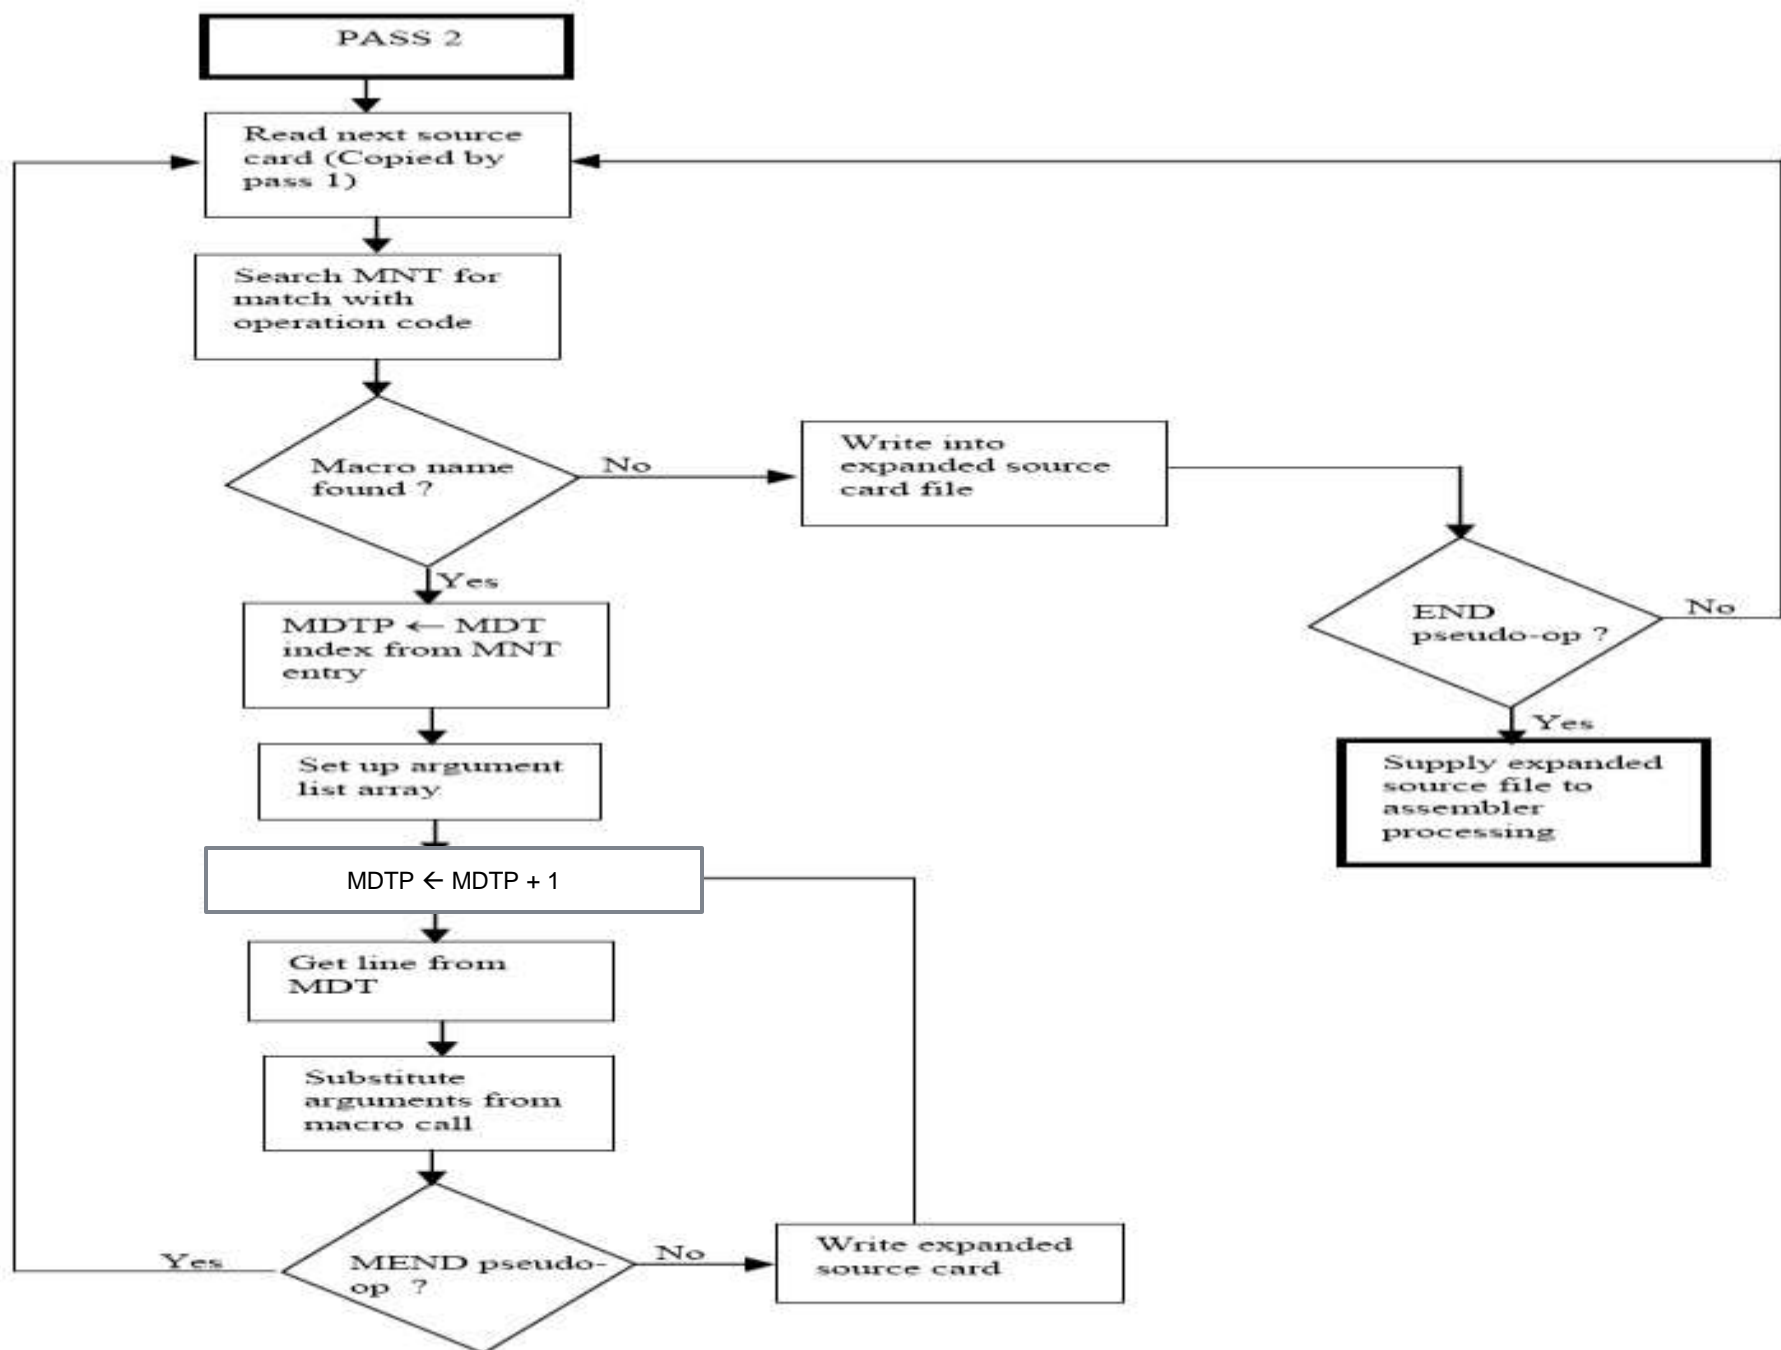 PASS 2
Read next source
card (Copied by
pass 1)
Search MNT for
match with
operation code
Macro name
found ?
No
Write into
expanded source
card file
Yes
END
pseudo-op ?
No
MDTP ← MDT
index from MNT
entry
Yes
Supply expanded
source file to
assembler
processing
Set up argument
list array
MDTP ← MDTP + 1
Get line from
MDT
Substitute
arguments from
macro call
Yes
MEND pseudo-
op ?
No
Write expanded
source card